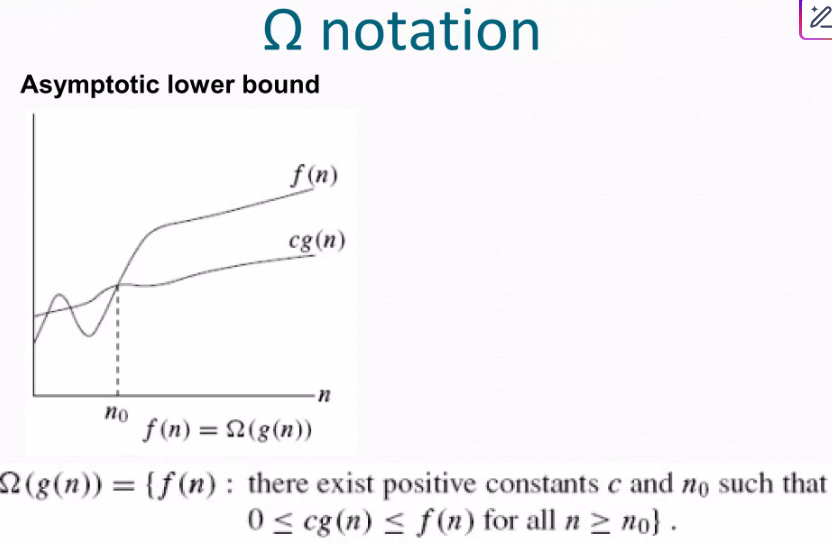 Ω notation
Asymptotic lower bound
f(n)
cg(n)
n
n₀
f(n) = Ω(g(n))
Ω(g(n)) = {f(n) : there exist positive constants c and n₀ such that
0 ≤ cg(n) ≤ f(n) for all n ≥ n₀} .